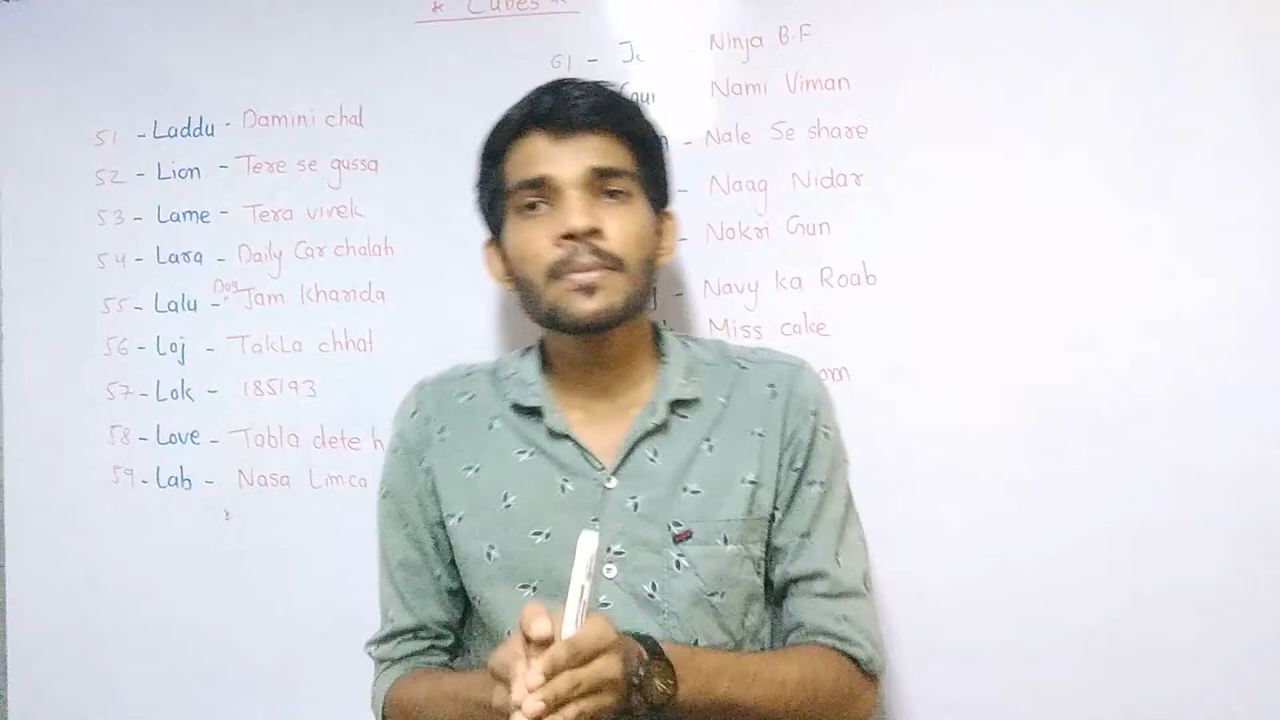 * Cubes *
51 - Laddu - Damini chal
52 - Lion - Tere se gussa
53 - Lame - Tera vivek
54 - Lara - Daily Car chalah
55 - Lalu - Dog Jam Khamda
56 - Loj - Takla chhat
57 - Lok - 185193
58 - Love - Tabla dete h
59 - Lab - Nasa Limca
61 - - Ninja B.F
Nami Viman
- Nale Se share
- Naag Nidar
- Nokri Gun
- Navy ka Roab
Miss cake